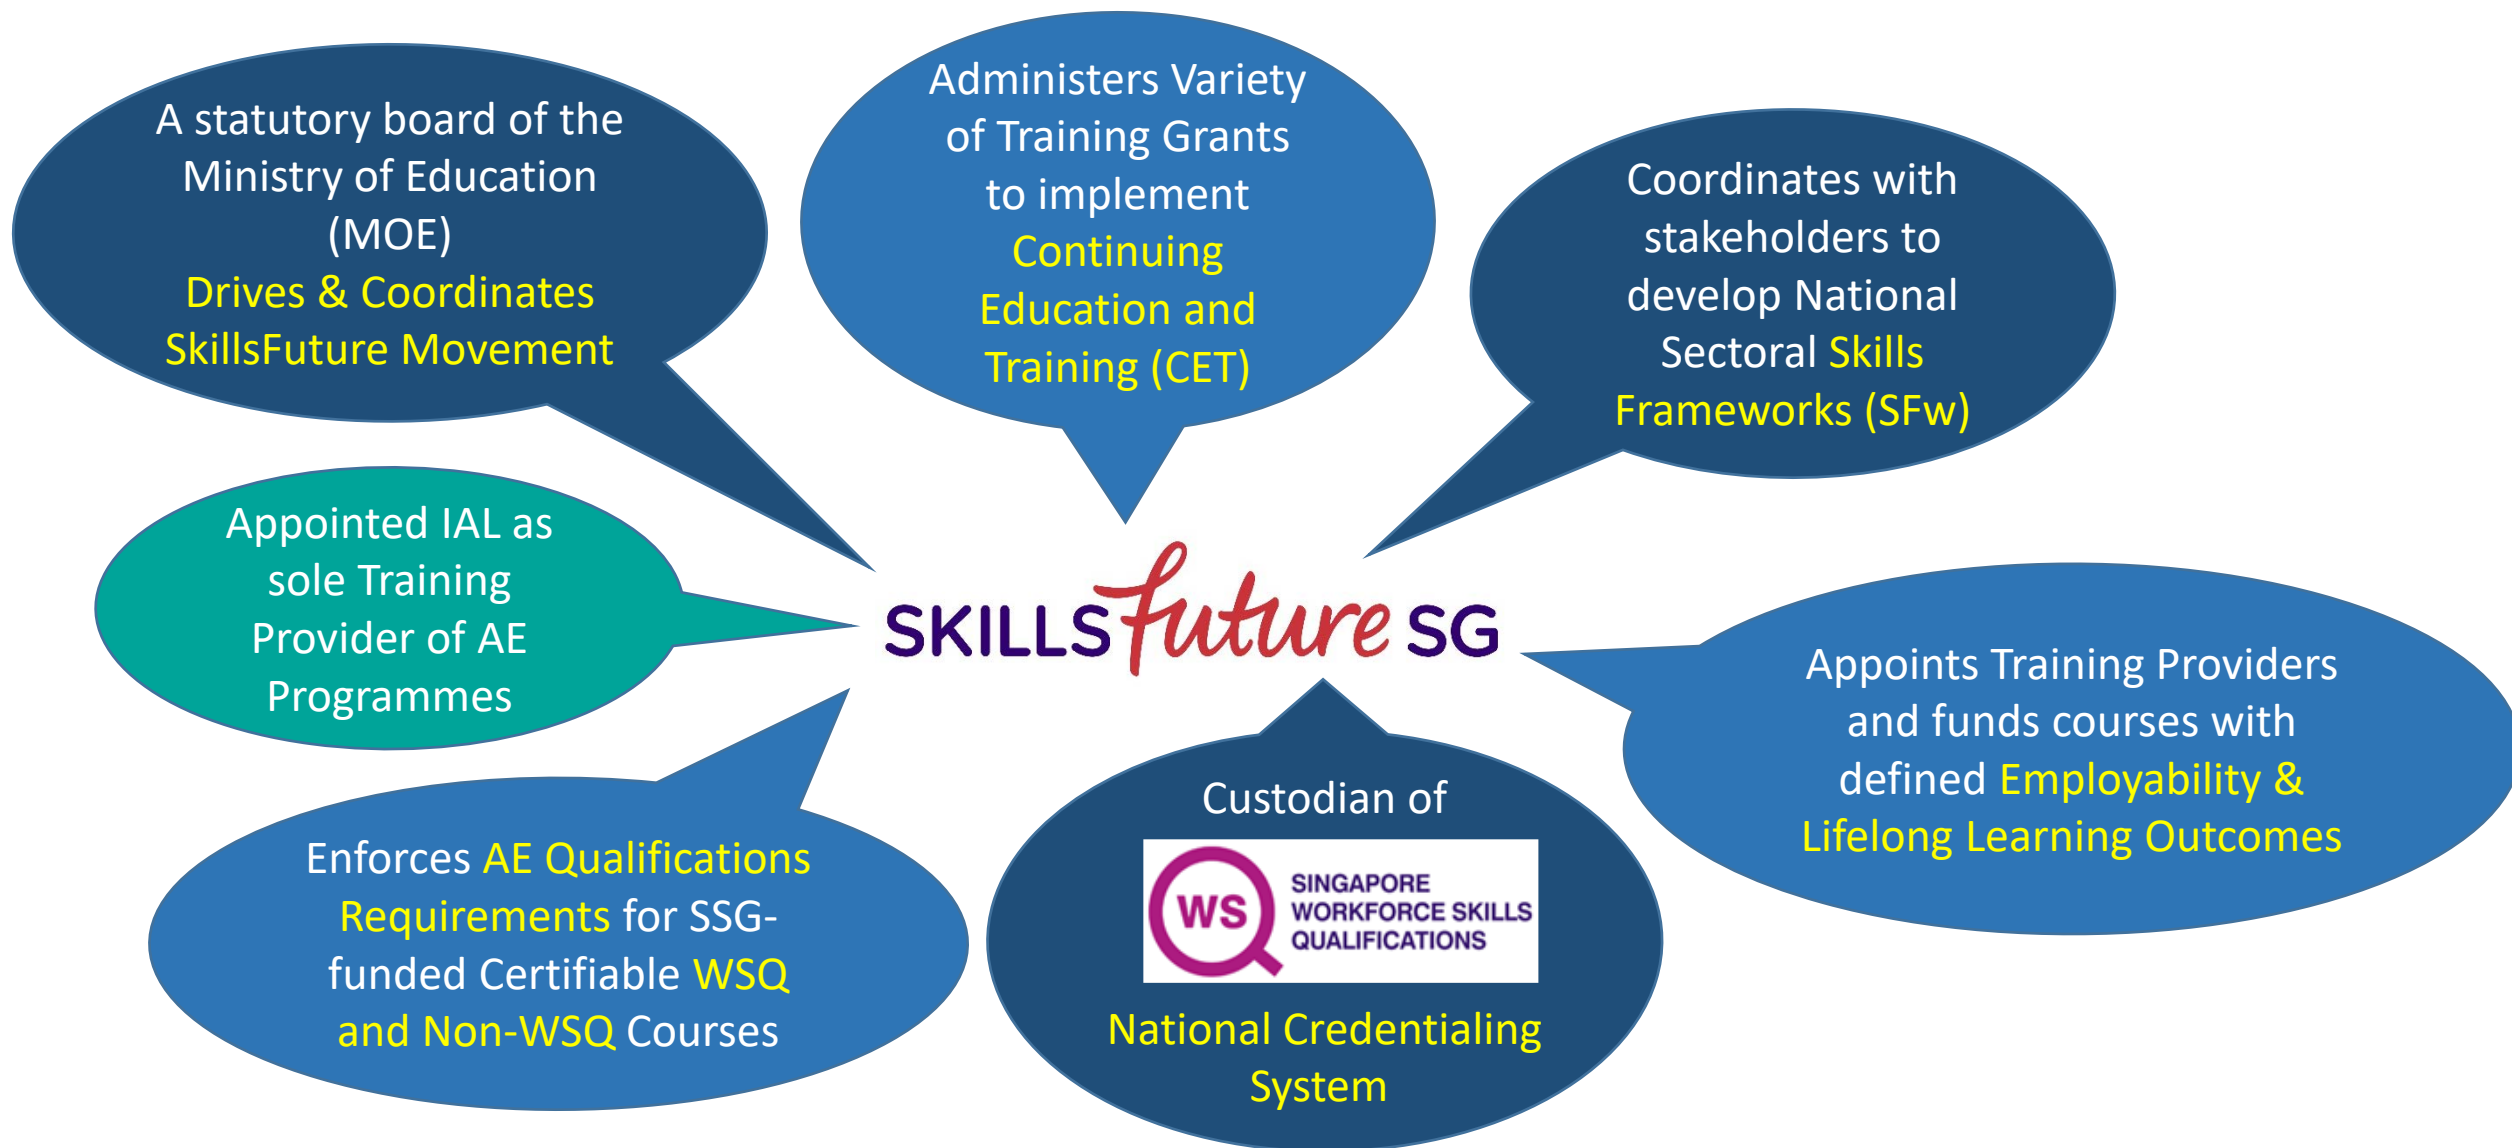 A statutory board of the
Ministry of Education
(MOE)
Drives & Coordinates
SkillsFuture Movement
Administers Variety
of Training Grants
to implement
Continuing
Education and
Training (CET)
Coordinates with
stakeholders to
develop National
Sectoral Skills
Frameworks (SFw)
Appointed IAL as
sole Training
Provider of AE
Programmes
SKILLS future SG
Appoints Training Providers
and funds courses with
defined Employability &
Lifelong Learning Outcomes
Enforces AE Qualifications
Requirements for SSG-
funded Certifiable WSQ
and Non-WSQ Courses
Custodian of
WS
SINGAPORE
WORKFORCE SKILLS
QUALIFICATIONS
National Credentialing
System